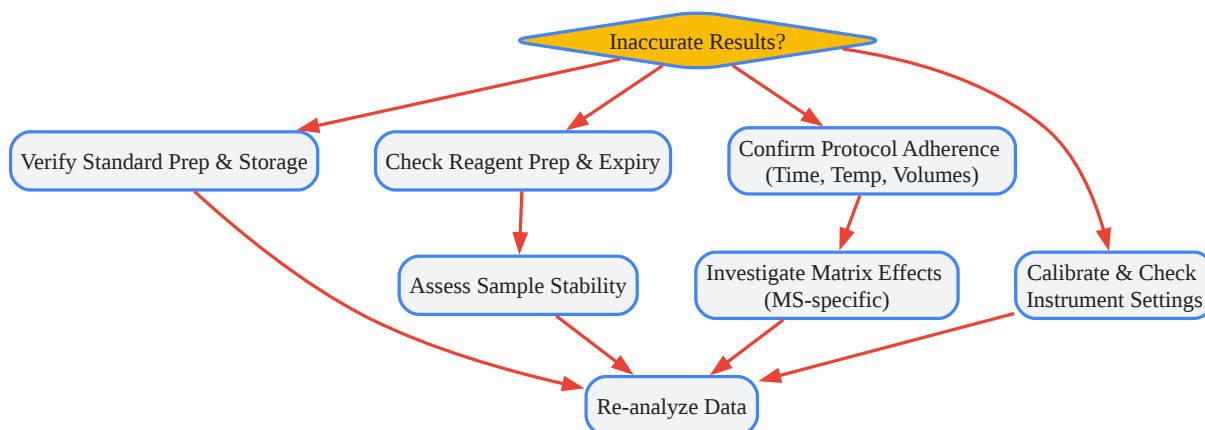 Inaccurate Results?
Verify Standard Prep & Storage
Check Reagent Prep & Expiry
Confirm Protocol Adherence
(Time, Temp, Volumes)
Assess Sample Stability
Investigate Matrix Effects
(MS-specific)
Calibrate & Check
Instrument Settings
Re-analyze Data